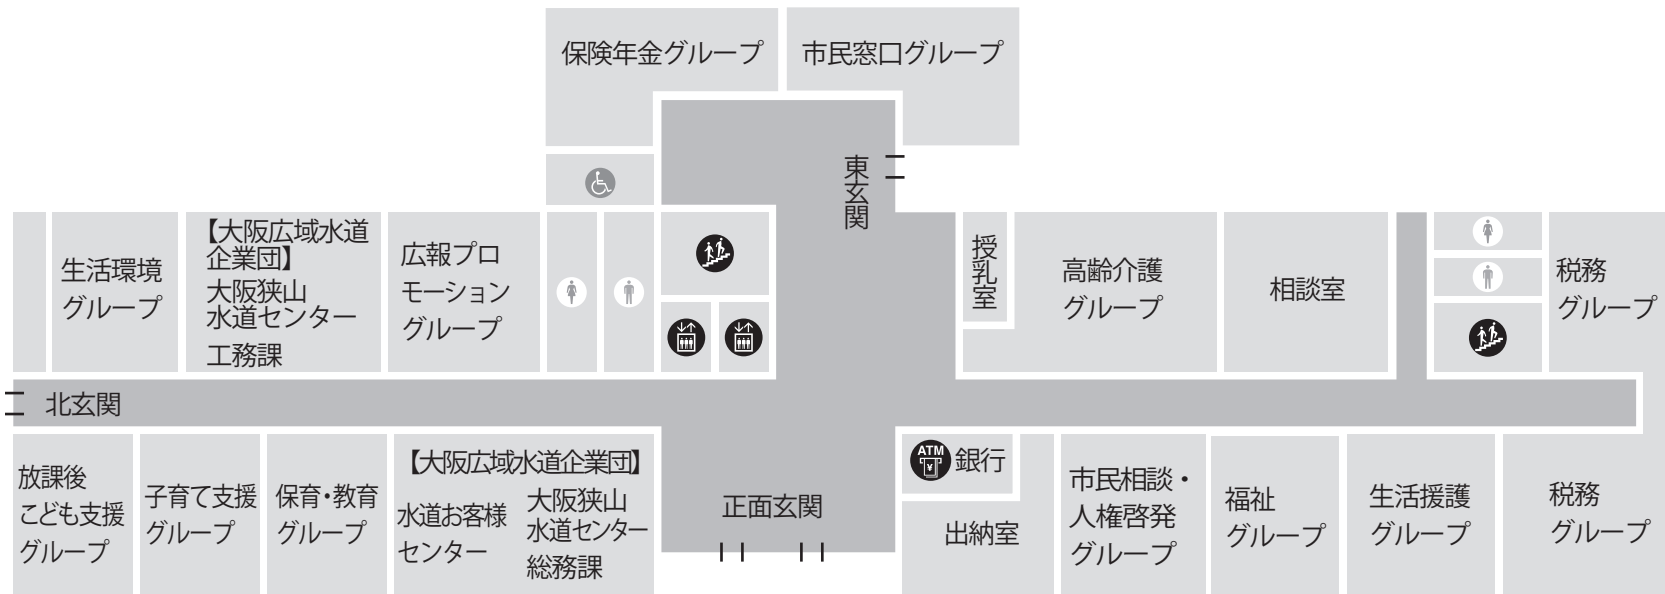 保険年金グループ
市民窓口グループ
東玄関
生活環境
グループ
【大阪広域水道
企業団】
大阪狭山
水道センター
工務課
広報プロ
モーション
グループ
授乳室
高齢介護
グループ
相談室
税務
グループ
北玄関
放課後
こども支援
グループ
子育て支援
グループ
保育・教育
グループ
【大阪広域水道企業団】
水道お客様
センター
大阪狭山
水道センター
総務課
正面玄関
ATM
¥
銀行
出納室
市民相談・
人権啓発
グループ
福祉
グループ
生活援護
グループ
税務
グループ